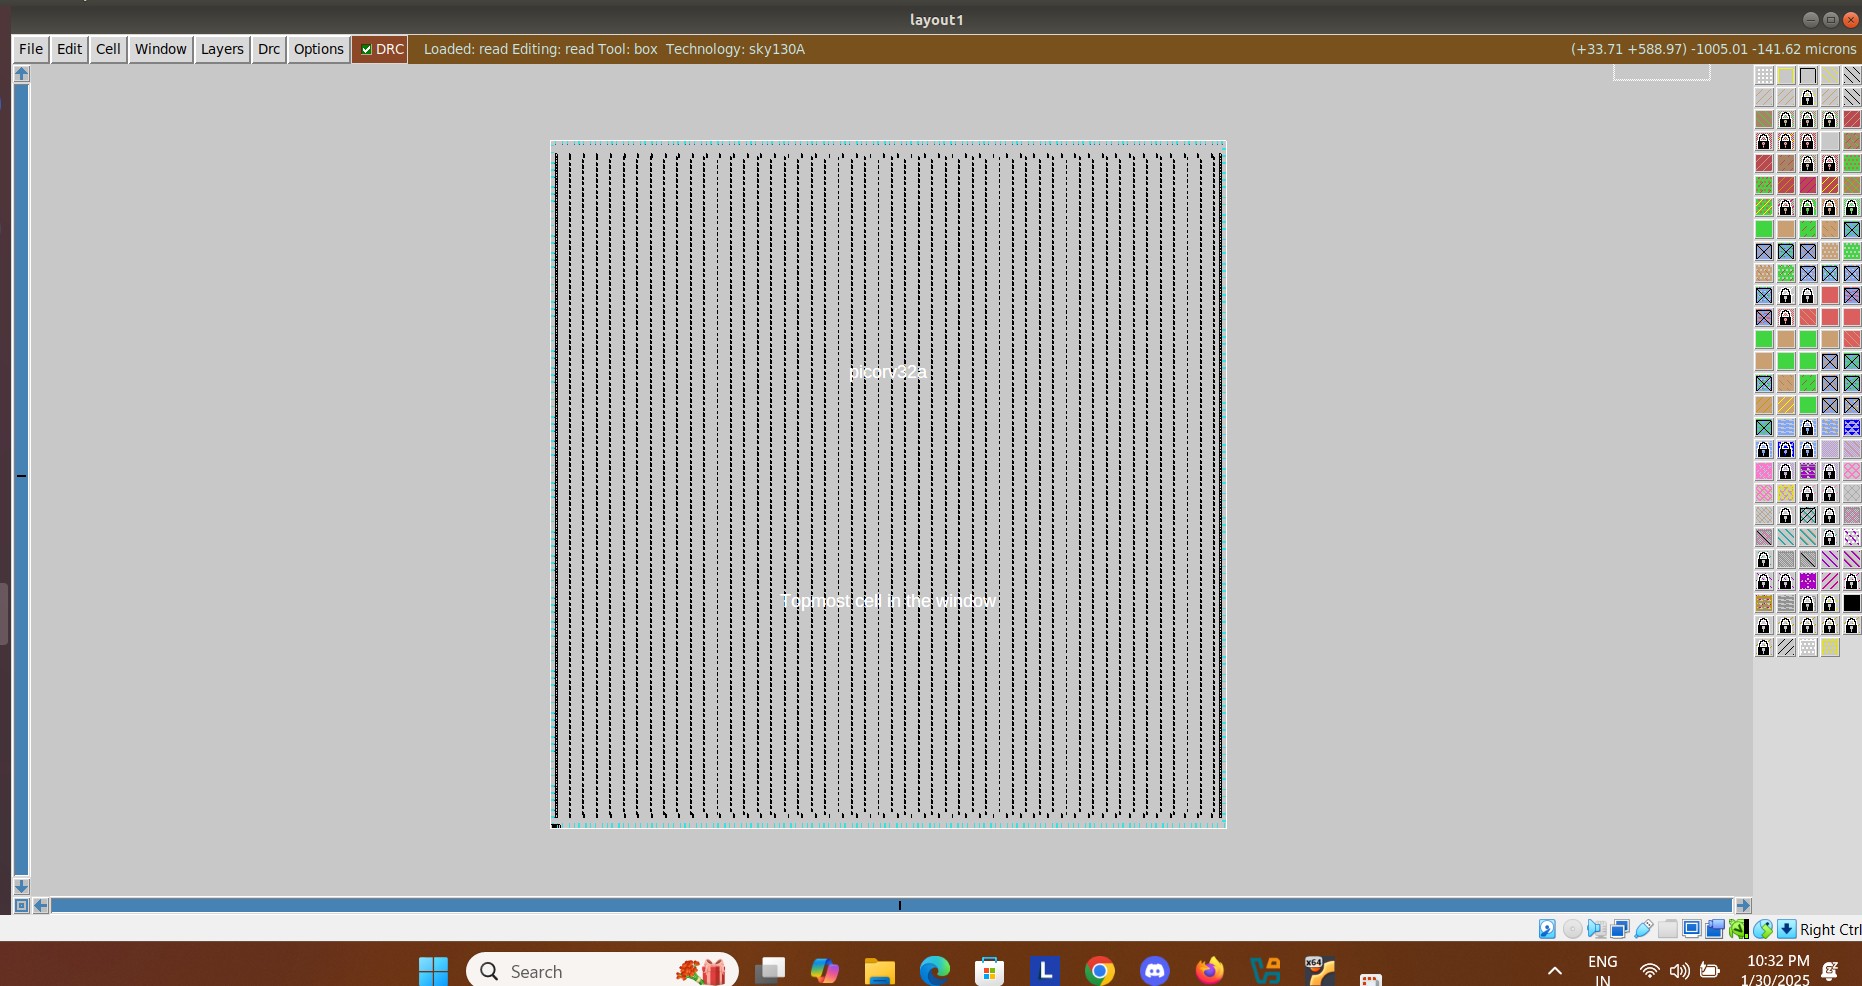 layout1
File Edit Cell Window Layers Drc Options DRC Loaded: read Editing: read Tool: box Technology: sky130A (+33.71 +588.97) -1005.01 -141.62 microns
picorv32a
Topmost cell in the window
Right Ctrl
Search
ENG
IN
10:32 PM
1/30/2025